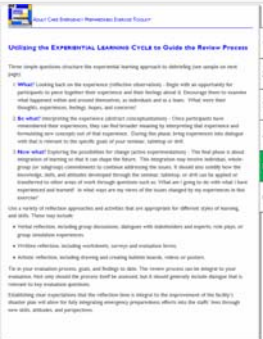 ADULT CARE EMERGENCY PREPAREDNESS EXERCISE TOOLKIT
Utilizing the EXPERIENTIAL LEARNING CYCLE to Guide the Review Process
Three simple questions structure the experiential learning approach to debriefing (see sample on next
page):
What? Looking back on the experience (reflective observation) - Begin with an opportunity for
participants to piece together their experience and their feelings about it. Encourage them to examine
what happened within and around themselves, as individuals and as a team. What were their
thoughts, experiences, feelings, hopes, and concerns?
So what? Interpreting the experience (abstract conceptualization) - Once participants have
remembered their experiences, they can find broader meaning by interpreting that experience and
formulating new concepts out of that experience. During this phase, bring experiences into dialogue
with that is relevant to the specific goals of your seminar, tabletop or drill.
Now what? Exploring the possibilities for change (active experimentation) - The final phase is about
integration of learning so that it can shape the future. This integration may involve individual, whole-
group (or subgroup) commitments to continue addressing the issues. It should also solidify how the
knowledge, skills, and attitudes developed through the seminar, tabletop, or drill can be applied or
transferred to other areas of work through questions such as: What am I going to do with what I have
experienced and learned? In what ways are my views of the issues changed by my experiences in this
exercise?
Use a variety of reflection approaches and activities that are appropriate for different styles of learning,
and skills. These may include:
• Verbal reflection, including group discussions, dialogues with stakeholders and experts, role plays, or
group simulation experiences.
• Written reflection, including worksheets, surveys and evaluation forms.
• Artistic reflection, including drawing and creating bulletin boards, videos or posters.
Tie in your evaluation process, goals, and findings to date. The review process can be integral to your
evaluation. Not only should the process itself be assessed, but it should generally include dialogue that is
relevant to key evaluation questions.
Establishing clear expectations that the reflection time is integral to the improvement of the facility's
disaster plan will allow for fully integrating emergency preparedness efforts into the staffs' lives through
new skills, attitudes, and perspectives.